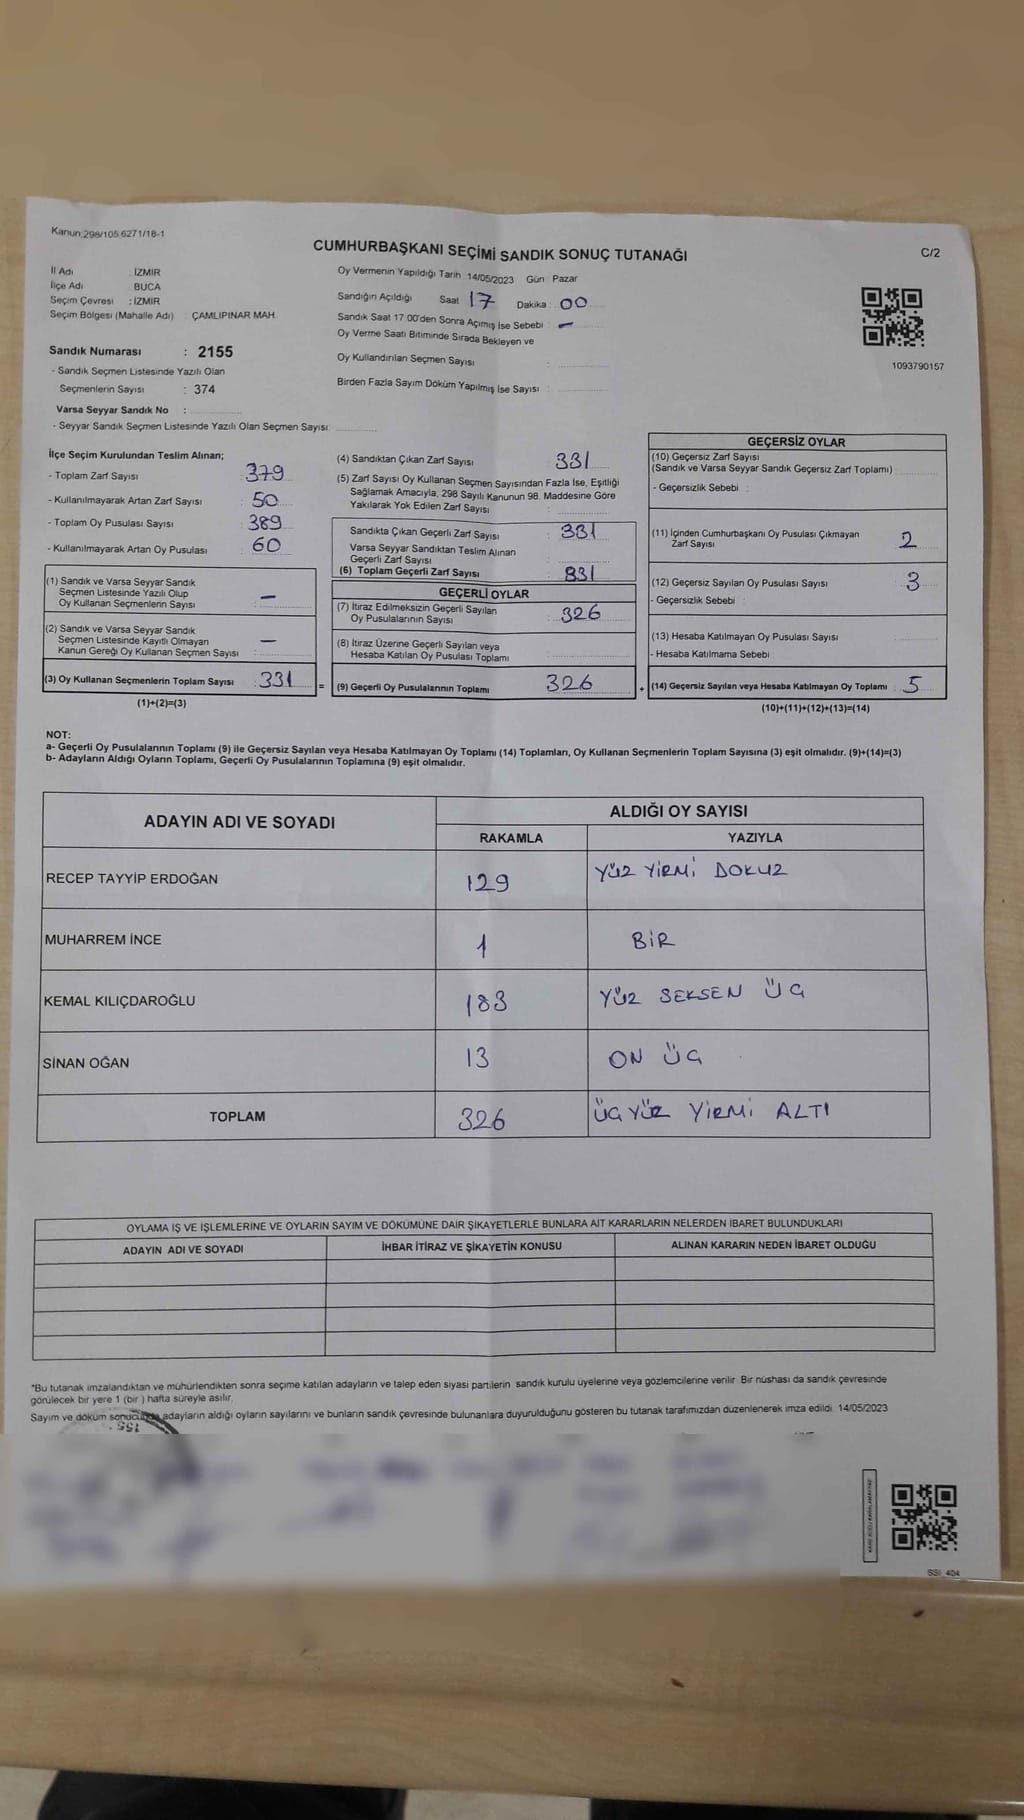 Kanun:298/105 6271/18-1
CUMHURBAŞKANI SEÇİMİ SANDIK SONUÇ TUTANAĞI
C/2
İl Adı : İZMİR
İlçe Adı : BUCA
Seçim Çevresi : İZMİR
Seçim Bölgesi (Mahalle Adı) : ÇAMLIPINAR MAH.
Sandık Numarası : 2155
- Sandık Seçmen Listesinde Yazılı Olan
Seçmenlerin Sayısı : 374
Varsa Seyyar Sandık No :
- Seyyar Sandık Seçmen Listesinde Yazılı Olan Seçmen Sayısı:
Oy Vermenin Yapıldığı Tarih 14/05/2023 Gün Pazar
Sandığın Açıldığı Saat 17 Dakika : 00
Sandık Saat 17:00'den Sonra Açımış İse Sebebi : -
Oy Verme Saati Bitiminde Sırada Bekleyen ve
Oy Kullandırılan Seçmen Sayısı :
Birden Fazla Sayım Döküm Yapılmış İse Sayısı :
1093790157
İlçe Seçim Kurulundan Teslim Alınan;
- Toplam Zarf Sayısı : 379
- Kullanılmayarak Artan Zarf Sayısı : 50
- Toplam Oy Pusulası Sayısı : 389
- Kullanılmayarak Artan Oy Pusulası : 60
(1) Sandık ve Varsa Seyyar Sandık
Seçmen Listesinde Yazılı Olup
Oy Kullanan Seçmenlerin Sayısı : -
(2) Sandık ve Varsa Seyyar Sandık
Seçmen Listesinde Kayıtlı Olmayan
Kanun Gereği Oy Kullanan Seçmen Sayısı : -
(3) Oy Kullanan Seçmenlerin Toplam Sayısı : 331
(1)+(2)=(3)
(4) Sandıktan Çıkan Zarf Sayısı : 331
(5) Zarf Sayısı Oy Kullanan Seçmen Sayısından Fazla İse, Eşitliği
Sağlamak Amacıyla, 298 Sayılı Kanunun 98. Maddesine Göre
Yakılarak Yok Edilen Zarf Sayısı :
Sandıkta Çıkan Geçerli Zarf Sayısı : 331
Varsa Seyyar Sandıktan Teslim Alınan
Geçerli Zarf Sayısı :
(6) Toplam Geçerli Zarf Sayısı : 331
GEÇERLİ OYLAR
(7) İtiraz Edilmeksizin Geçerli Sayılan
Oy Pusulalarının Sayısı : 326
(8) İtiraz Üzerine Geçerli Sayılan veya
Hesaba Katılan Oy Pusulası Toplamı :
= (9) Geçerli Oy Pusulalarının Toplamı 326
GEÇERSİZ OYLAR
(10) Geçersiz Zarf Sayısı
(Sandık ve Varsa Seyyar Sandık Geçersiz Zarf Toplamı) :
- Geçersizlik Sebebi :
(11) İçinden Cumhurbaşkanı Oy Pusulası Çıkmayan
Zarf Sayısı : 2
(12) Geçersiz Sayılan Oy Pusulası Sayısı : 3
- Geçersizlik Sebebi :
(13) Hesaba Katılmayan Oy Pusulası Sayısı :
- Hesaba Katılmama Sebebi :
+ (14) Geçersiz Sayılan veya Hesaba Katılmayan Oy Toplamı : 5
(10)+(11)+(12)+(13)=(14)
NOT:
a- Geçerli Oy Pusulalarının Toplamı (9) ile Geçersiz Sayılan veya Hesaba Katılmayan Oy Toplamı (14) Toplamları, Oy Kullanan Seçmenlerin Toplam Sayısına (3) eşit olmalıdır. (9)+(14)=(3)
b- Adayların Aldığı Oyların Toplamı, Geçerli Oy Pusulalarının Toplamına (9) eşit olmalıdır.
ADAYIN ADI VE SOYADI ALDIĞI OY SAYISI
RAKAMLA YAZIYLA
RECEP TAYYİP ERDOĞAN 129 YÜZ YİRMİ DOKUZ
MUHARREM İNCE 1 BİR
KEMAL KILIÇDAROĞLU 183 YÜZ SEKSEN ÜÇ
SİNAN OĞAN 13 ON ÜÇ
TOPLAM 326 ÜÇYÜZ YİRMİ ALTI
OYLAMA İŞ VE İŞLEMLERİNE VE OYLARIN SAYIM VE DÖKÜMÜNE DAİR ŞİKAYETLERLE BUNLARA AİT KARARLARIN NELERDEN İBARET BULUNDUKLARI
ADAYIN ADI VE SOYADI İHBAR İTİRAZ VE ŞİKAYETİN KONUSU ALINAN KARARIN NEDEN İBARET OLDUĞU
*Bu tutanak imzalandıktan ve mühürlendikten sonra seçime katılan adayların ve talep eden siyasi partilerin sandık kurulu üyelerine veya gözlemcilerine verilir. Bir nüshası da sandık çevresinde
görülecek bir yere 1 (bir ) hafta süreyle asılır.
Sayım ve döküm sonucunda adayların aldığı oyların sayılarını ve bunların sandık çevresinde bulunanlara duyurulduğunu gösteren bu tutanak tarafımızdan düzenlenerek imza edildi. 14/05/2023
SSI 404